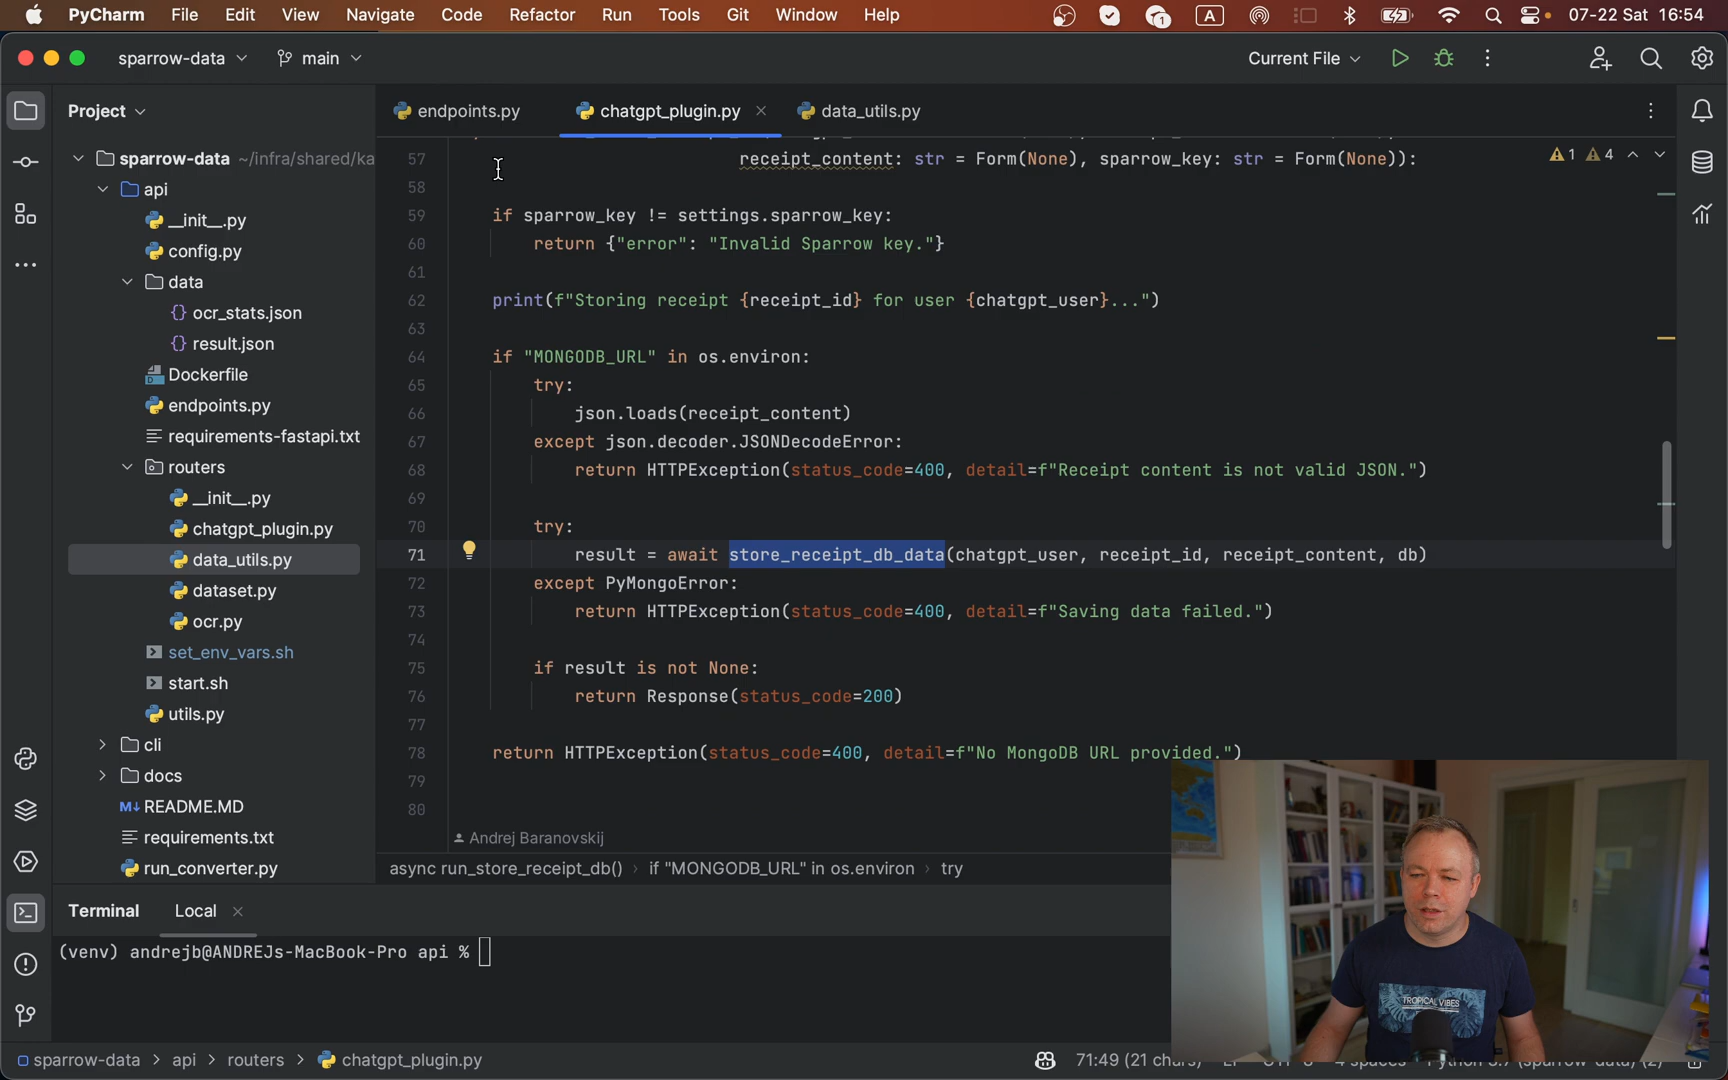 PyCharm File Edit View Navigate Code Refactor Run Tools Git Window Help 1 A 07-22 Sat 16:54
sparrow-data main Current File
Project endpoints.py chatgpt_plugin.py data_utils.py
sparrow-data ~/infra/shared/ka
api
__init__.py
config.py
data
ocr_stats.json
result.json
Dockerfile
endpoints.py
requirements-fastapi.txt
routers
__init__.py
chatgpt_plugin.py
data_utils.py
dataset.py
ocr.py
set_env_vars.sh
start.sh
utils.py
cli
docs
README.MD
requirements.txt
run_converter.py
57 receipt_content: str = Form(None), sparrow_key: str = Form(None)): 1 4
58
59 if sparrow_key != settings.sparrow_key:
60 return {"error": "Invalid Sparrow key."}
61
62 print(f"Storing receipt {receipt_id} for user {chatgpt_user}...")
63
64 if "MONGODB_URL" in os.environ:
65 try:
66 json.loads(receipt_content)
67 except json.decoder.JSONDecodeError:
68 return HTTPException(status_code=400, detail=f"Receipt content is not valid JSON.")
69
70 try:
71 result = await store_receipt_db_data(chatgpt_user, receipt_id, receipt_content, db)
72 except PyMongoError:
73 return HTTPException(status_code=400, detail=f"Saving data failed.")
74
75 if result is not None:
76 return Response(status_code=200)
77
78 return HTTPException(status_code=400, detail=f"No MongoDB URL provided.")
79
80
Andrej Baranovskij
async run_store_receipt_db() › if "MONGODB_URL" in os.environ › try
Terminal Local
(venv) andrejb@ANDREJs-MacBook-Pro api %
TROPICAL VIBES
sparrow-data > api > routers > chatgpt_plugin.py 71:49 (21 chars)